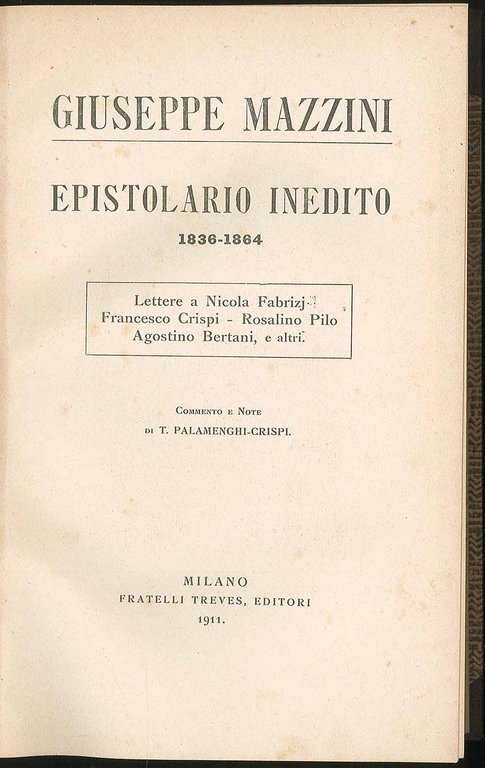 GIUSEPPE MAZZINI
EPISTOLARIO INEDITO
1836-1864
Lettere a Nicola Fabrizj -
Francesco Crispi - Rosalino Pilo
Agostino Bertani, e altri.
COMMENTO E NOTE
DI T. PALAMENGHI-CRISPI.
MILANO
FRATELLI TREVES, EDITORI
1911.